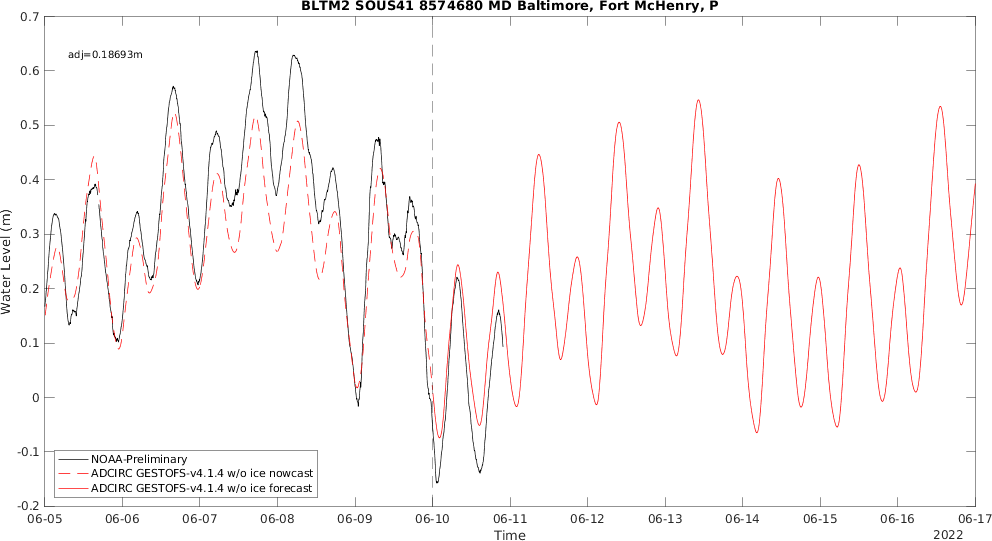 BLTM2 SOUS41 8574680 MD Baltimore, Fort McHenry, P
adj=0.18693m
Water Level (m)
0.7
0.6
0.5
0.4
0.3
0.2
0.1
0
-0.1
-0.2
NOAA-Preliminary
ADCIRC GESTOFS-v4.1.4 w/o ice nowcast
ADCIRC GESTOFS-v4.1.4 w/o ice forecast
06-05 06-06 06-07 06-08 06-09 06-10 06-11 06-12 06-13 06-14 06-15 06-16 06-17
Time
2022